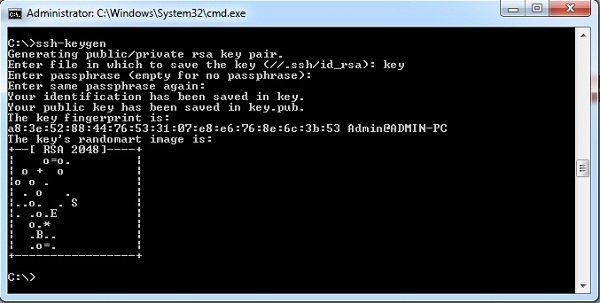 Administrator: C:\Windows\System32\cmd.exe
C:\>ssh-keygen
Generating public/private rsa key pair.
Enter file in which to save the key (//.ssh/id_rsa): key
Enter passphrase (empty for no passphrase):
Enter same passphrase again:
Your identification has been saved in key.
Your public key has been saved in key.pub.
The key fingerprint is:
a8:3e:52:88:44:76:53:31:07:e8:e6:76:8e:6c:3b:53 Admin@ADMIN-PC
The key's randomart image is:
+--[ RSA 2048]----+
|     o=o.        |
| o +  o          |
|o o .            |
| . o   .         |
|..o.  . S        |
|. .o.E           |
|   o.*           |
|   .B..          |
|   .o=.          |
+-----------------+
C:\>